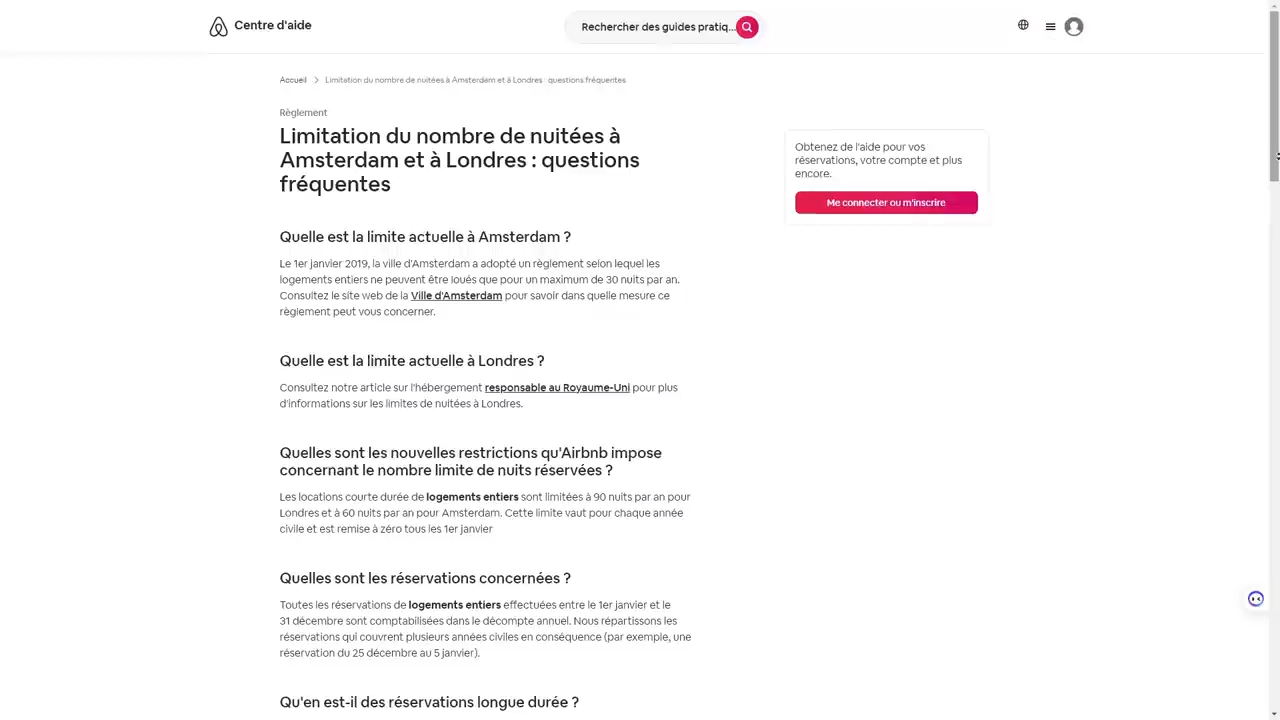 Centre d'aide
Rechercher des guides pratiq...
Accueil
Limitation du nombre de nuitées à Amsterdam et à Londres : questions fréquentes
Règlement
Limitation du nombre de nuitées à
Amsterdam et à Londres : questions
fréquentes
Obtenez de l'aide pour vos
réservations, votre compte et plus
encore.
Me connecter ou m'inscrire
Quelle est la limite actuelle à Amsterdam ?
Le 1er janvier 2019, la ville d'Amsterdam a adopté un règlement selon lequel les
logements entiers ne peuvent être loués que pour un maximum de 30 nuits par an.
Consultez le site web de la Ville d'Amsterdam pour savoir dans quelle mesure ce
règlement peut vous concerner.
Quelle est la limite actuelle à Londres ?
Consultez notre article sur l'hébergement responsable au Royaume-Uni pour plus
d'informations sur les limites de nuitées à Londres.
Quelles sont les nouvelles restrictions qu'Airbnb impose
concernant le nombre limite de nuits réservées ?
Les locations courte durée de logements entiers sont limitées à 90 nuits par an pour
Londres et à 60 nuits par an pour Amsterdam. Cette limite vaut pour chaque année
civile et est remise à zéro tous les 1er janvier
Quelles sont les réservations concernées ?
Toutes les réservations de logements entiers effectuées entre le 1er janvier et le
31 décembre sont comptabilisées dans le décompte annuel. Nous répartissons les
réservations qui couvrent plusieurs années civiles en conséquence (par exemple, une
réservation du 25 décembre au 5 janvier).
Qu'en est-il des réservations longue durée ?